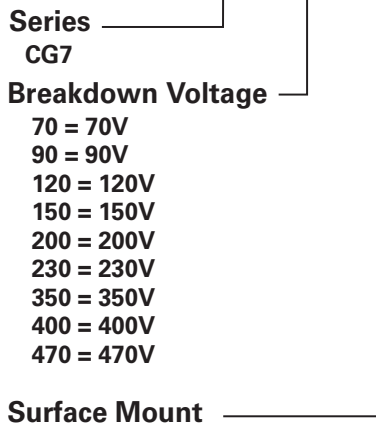 Series
CG7
Breakdown Voltage
70 = 70V
90 = 90V
120 = 120V
150 = 150V
200 = 200V
230 = 230V
350 = 350V
400 = 400V
470 = 470V
Surface Mount